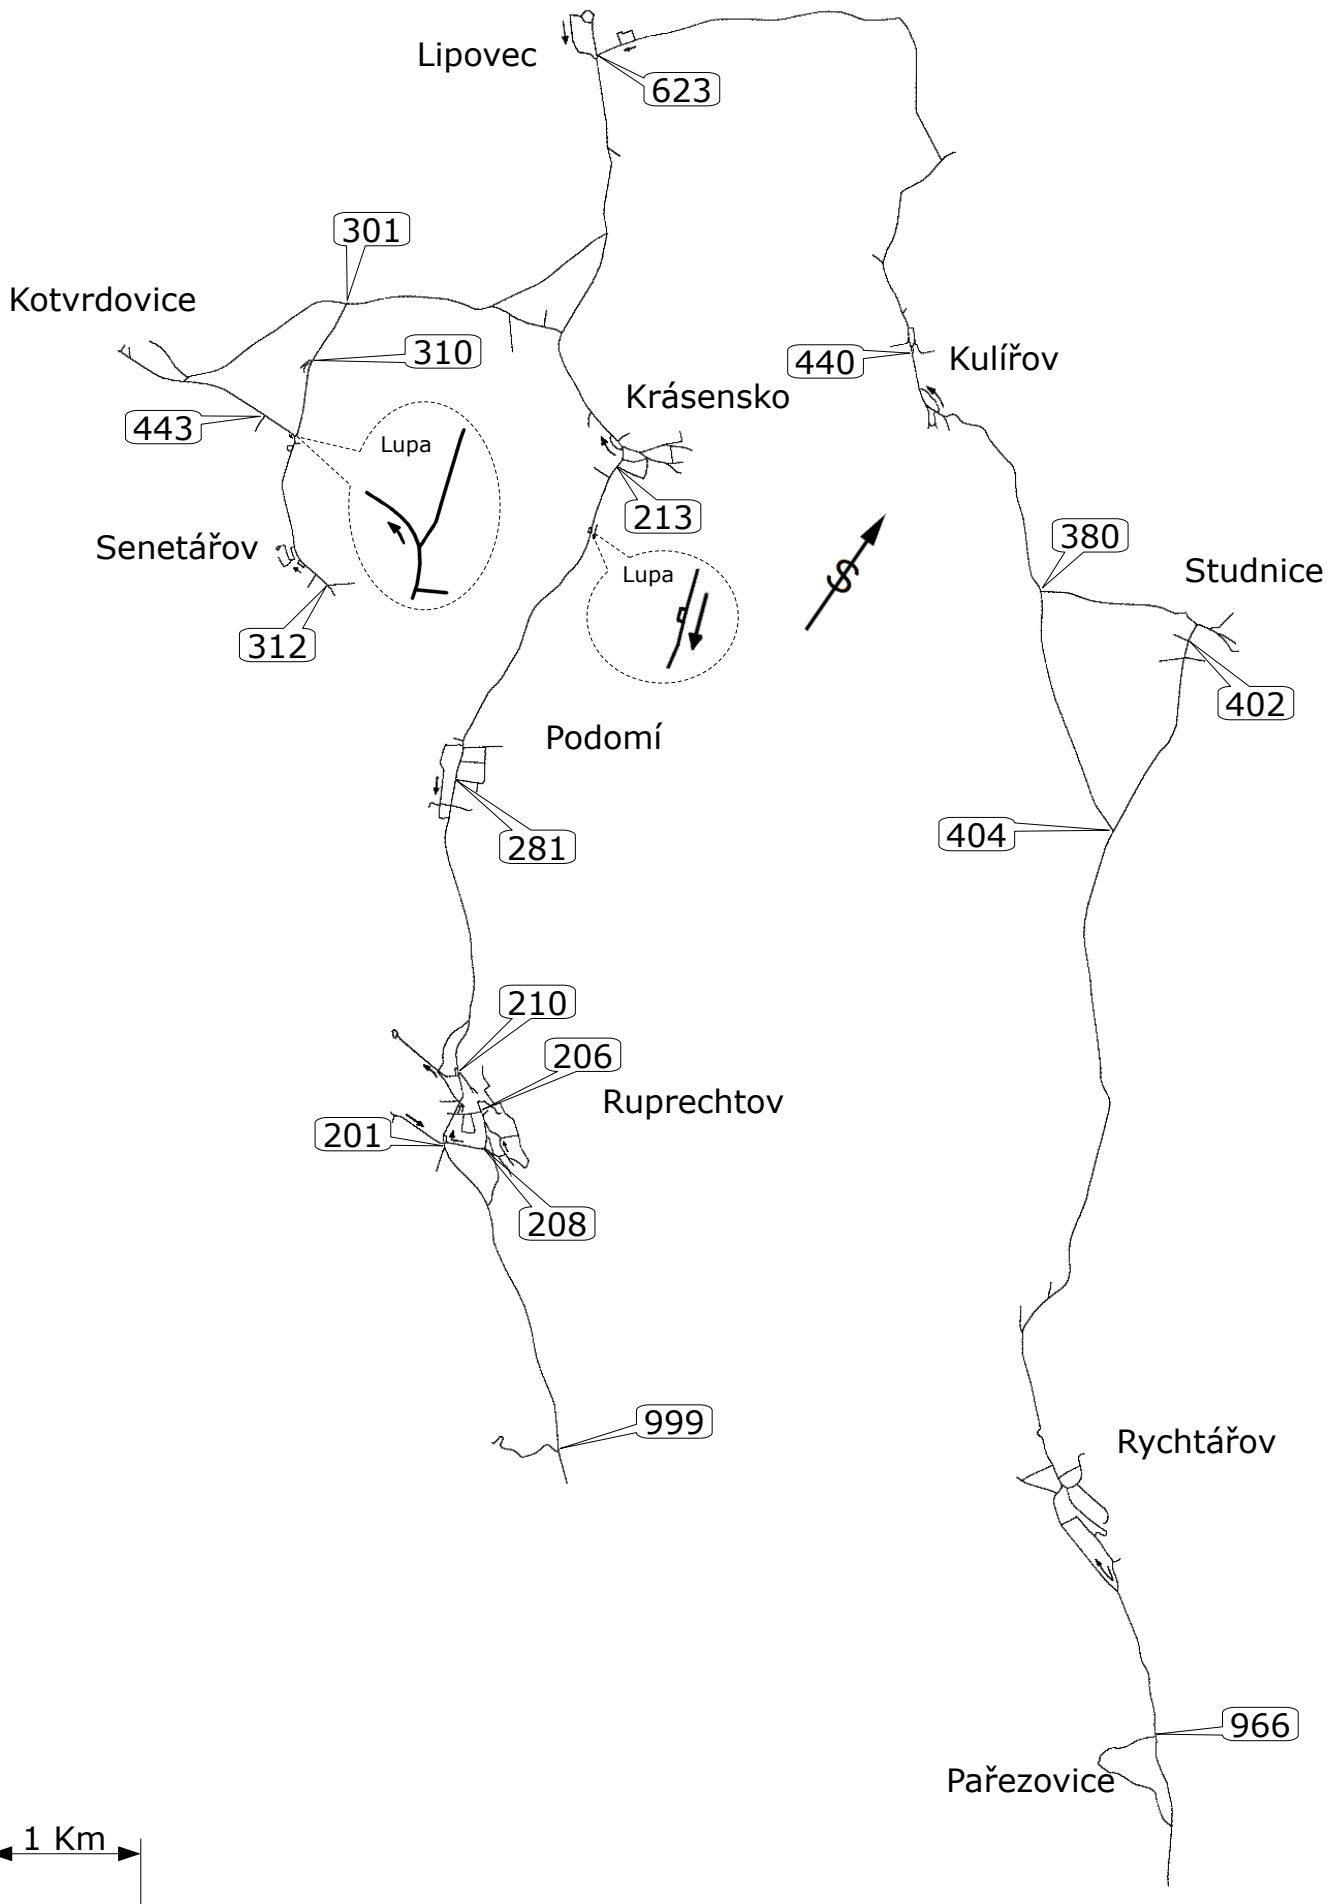 Lipovec
623
301
Kotvrdovice
310
440
Kulířov
Krásensko
443
Lupa
213
380
Senetářov
Lupa
S
Studnice
312
402
Podomí
404
281
210
206
Ruprechtov
201
208
999
Rychtářov
966
Pařezovice
1 Km